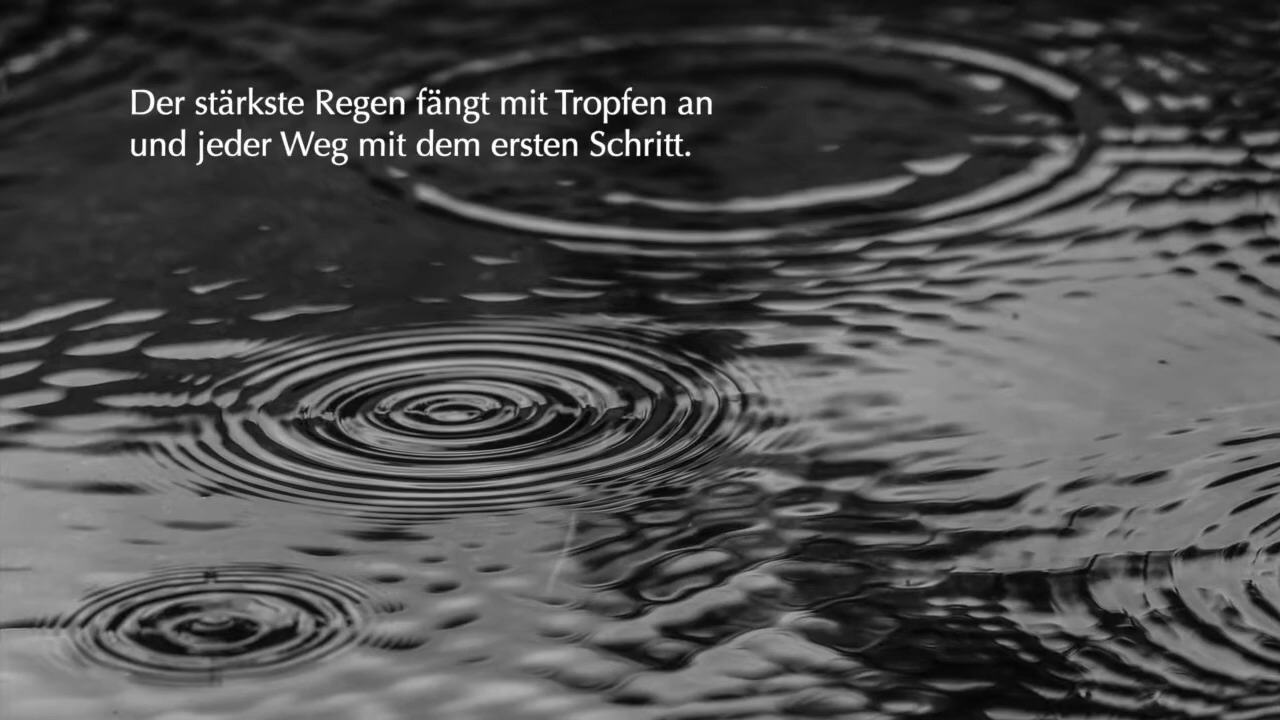 Der stärkste Regen fängt mit Tropfen an
und jeder Weg mit dem ersten Schritt.